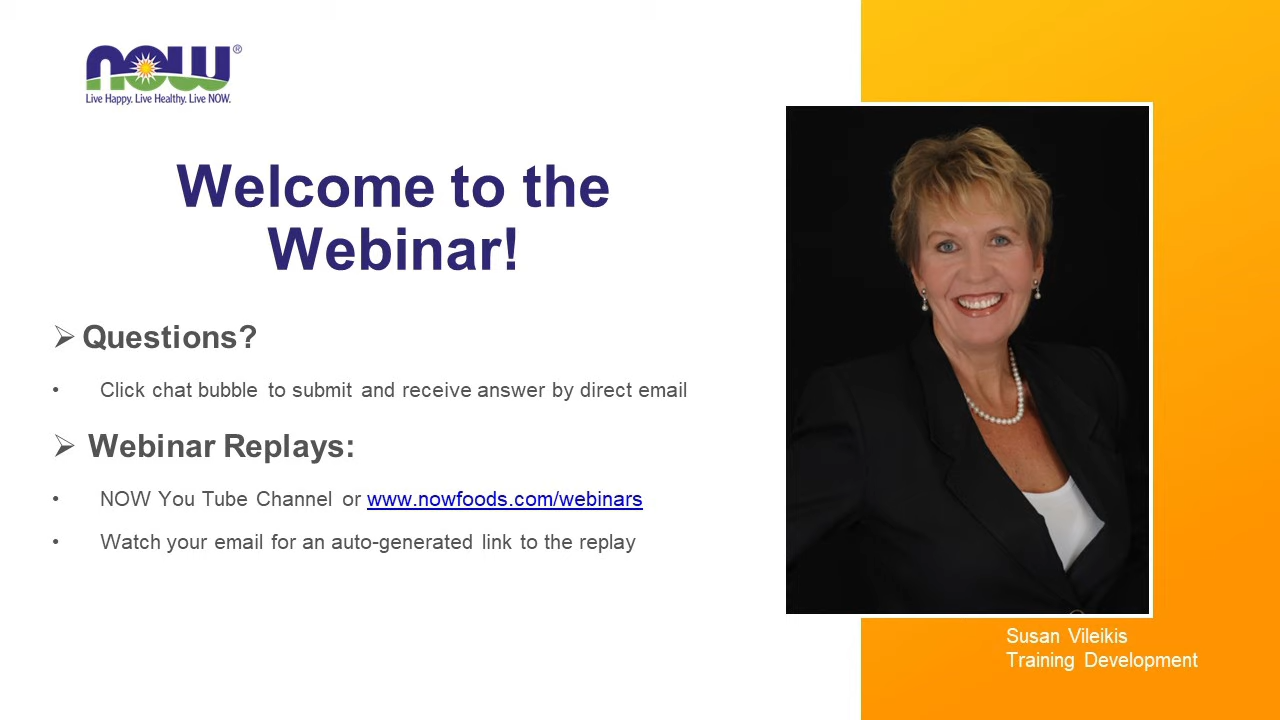 now®
Live Happy. Live Healthy. Live NOW.
Welcome to the
Webinar!
➢ Questions?
• Click chat bubble to submit and receive answer by direct email
➢ Webinar Replays:
• NOW You Tube Channel or www.nowfoods.com/webinars
• Watch your email for an auto-generated link to the replay
Susan Vileikis
Training Development